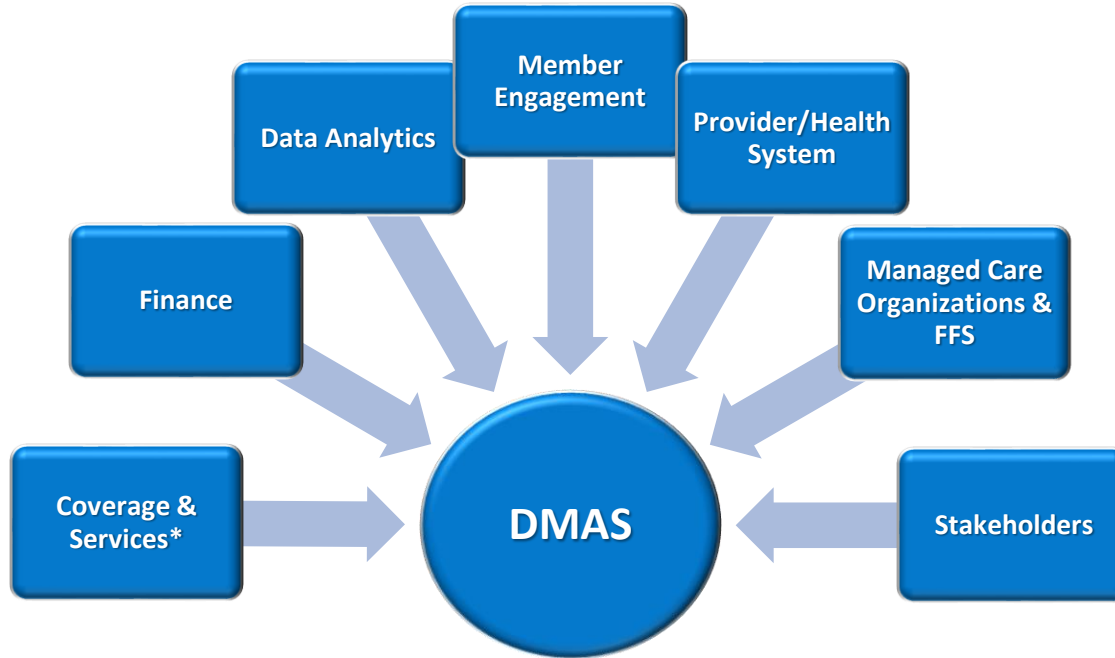 Member
Engagement
Data Analytics
Provider/Health
System
Finance
Managed Care
Organizations &
FFS
Coverage &
Services*
DMAS
Stakeholders